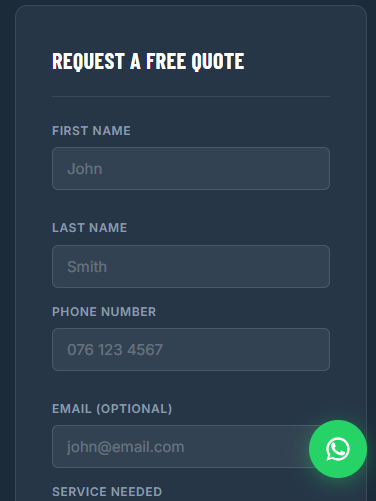 REQUEST A FREE QUOTE
FIRST NAME
John
LAST NAME
Smith
PHONE NUMBER
076 123 4567
EMAIL (OPTIONAL)
john@email.com
SERVICE NEEDED